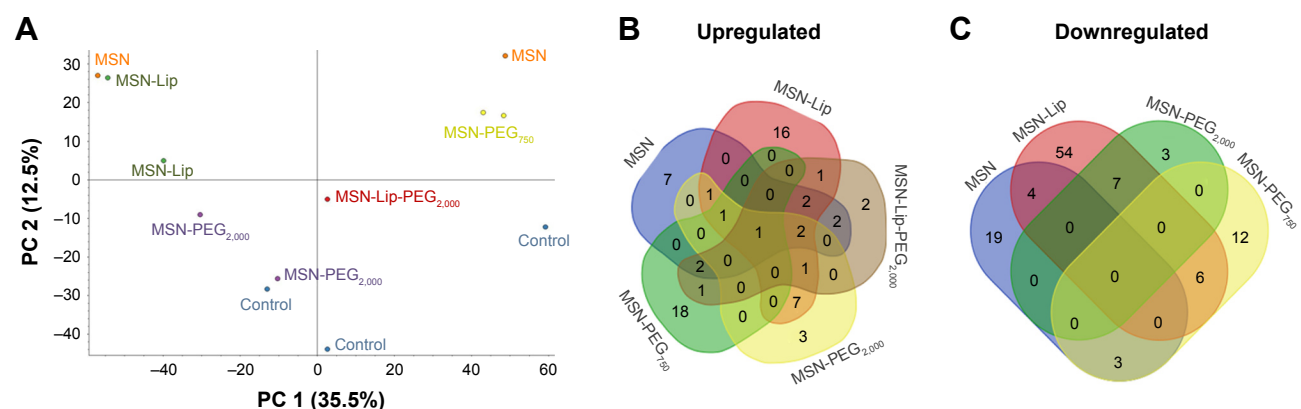 A
PC 2 (12.5%)
30
20
10
0
−10
−20
−30
−40
MSN
MSN-Lip
MSN-Lip
MSN
MSN-PEG750
MSN-Lip-PEG2,000
MSN-PEG2,000
Control
MSN-PEG2,000
Control
Control
−40
−20
0
20
40
60
PC 1 (35.5%)
B
Upregulated
MSN-Lip
MSN
MSN-Lip-PEG2,000
MSN-PEG750
MSN-PEG2,000
16
0 0
7 0 0 1
0 1 0 2 2
1 2
0 0 1 2 0
2 0 0 1 0
1 0 0 7
18 0
3
C
Downregulated
MSN
MSN-Lip
MSN-PEG2,000
MSN-PEG750
54 3
4 7 0
19 0 0 12
0 0 6
0 0
3